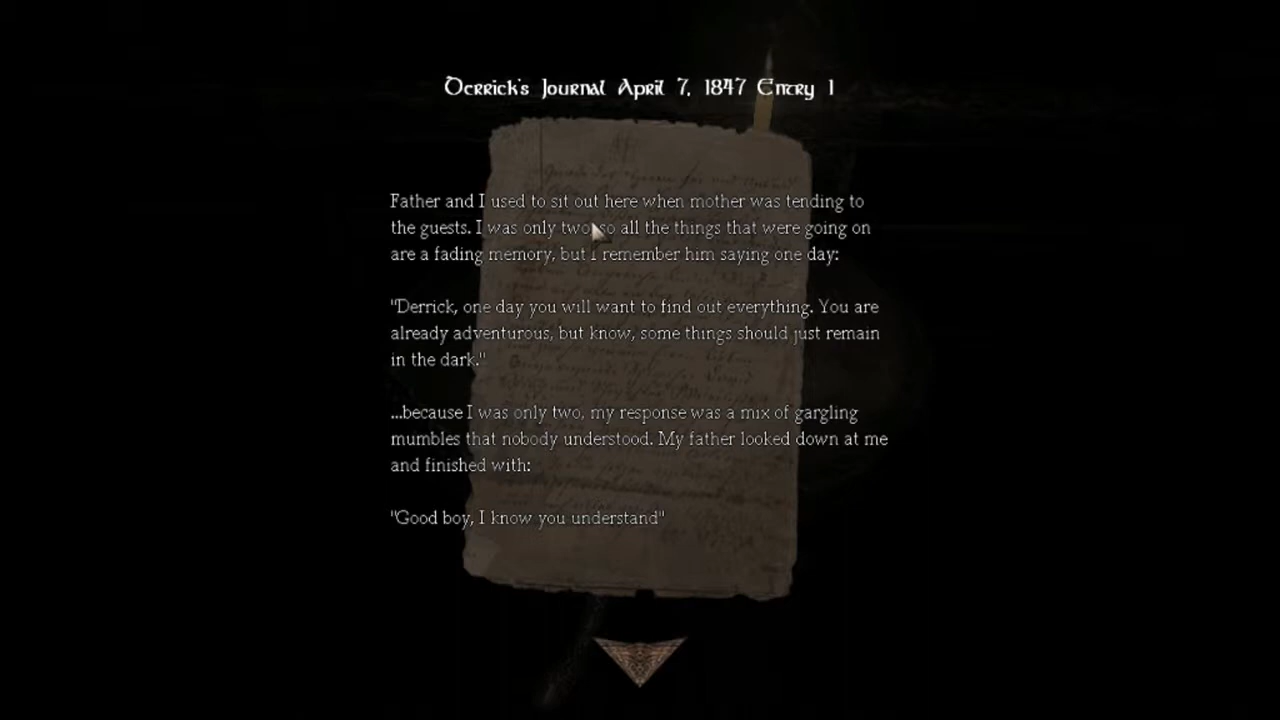 Derrick's Journal April 7, 1847 Entry 1
Father and I used to sit out here when mother was tending to
the guests. I was only two, so all the things that were going on
are a fading memory, but I remember him saying one day:
"Derrick, one day you will want to find out everything. You are
already adventurous, but know, some things should just remain
in the dark."
...because I was only two, my response was a mix of gargling
mumbles that nobody understood. My father looked down at me
and finished with:
"Good boy, I know you understand"